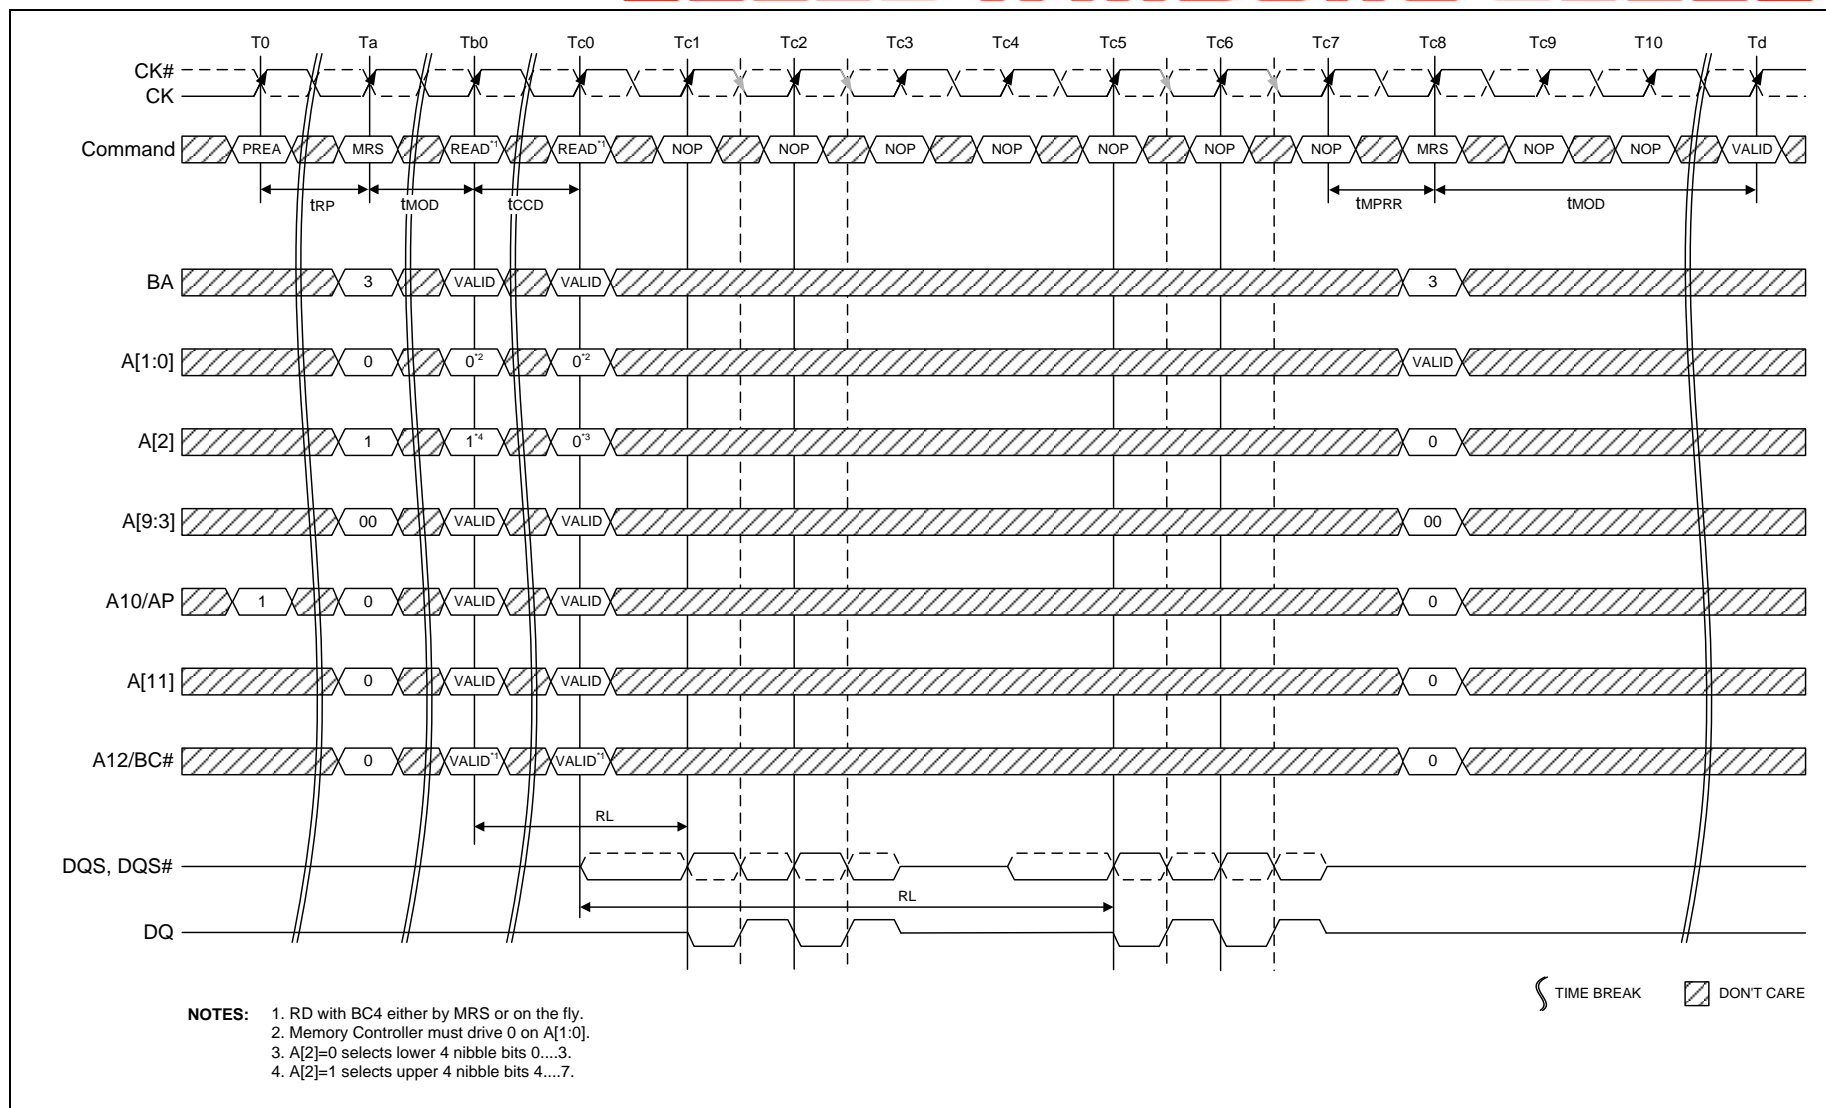 T0 Ta Tb0 Tc0 Tc1 Tc2 Tc3 Tc4 Tc5 Tc6 Tc7 Tc8 Tc9 T10 Td
CK#
CK
Command PREA MRS READ*1 READ*1 NOP NOP NOP NOP NOP NOP NOP MRS NOP NOP VALID
tRP tMOD tCCD tMPRR tMOD
BA 3 VALID VALID 3
A[1:0] 0 0*2 0*2 VALID
A[2] 1 1*4 0*3 0
A[9:3] 00 VALID VALID 00
A10/AP 1 0 VALID VALID 0
A[11] 0 VALID VALID 0
A12/BC# 0 VALID*1 VALID*1 0
RL
DQS, DQS#
RL
DQ
TIME BREAK DON'T CARE
NOTES: 1. RD with BC4 either by MRS or on the fly.
2. Memory Controller must drive 0 on A[1:0].
3. A[2]=0 selects lower 4 nibble bits 0....3.
4. A[2]=1 selects upper 4 nibble bits 4....7.